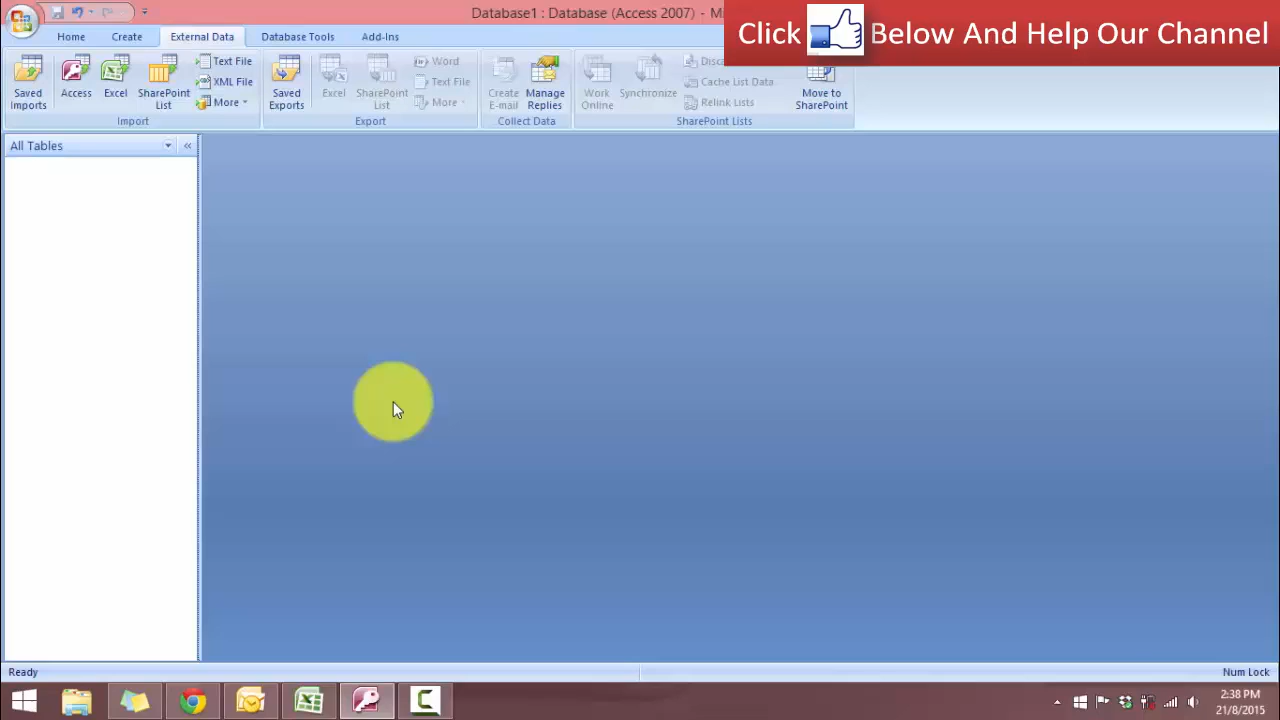 Database1 : Database (Access 2007) - Mi
Click Below And Help Our Channel
Home Create External Data Database Tools Add-Ins
Saved Imports
Access
Excel
SharePoint List
Text File
XML File
More
Import
Saved Exports
Excel
SharePoint List
Word
Text File
More
Export
Create E-mail
Manage Replies
Collect Data
Work Online
Synchronize
Disc
Cache List Data
Relink Lists
Move to SharePoint
SharePoint Lists
All Tables
Ready
Num Lock
2:38 PM
21/8/2015